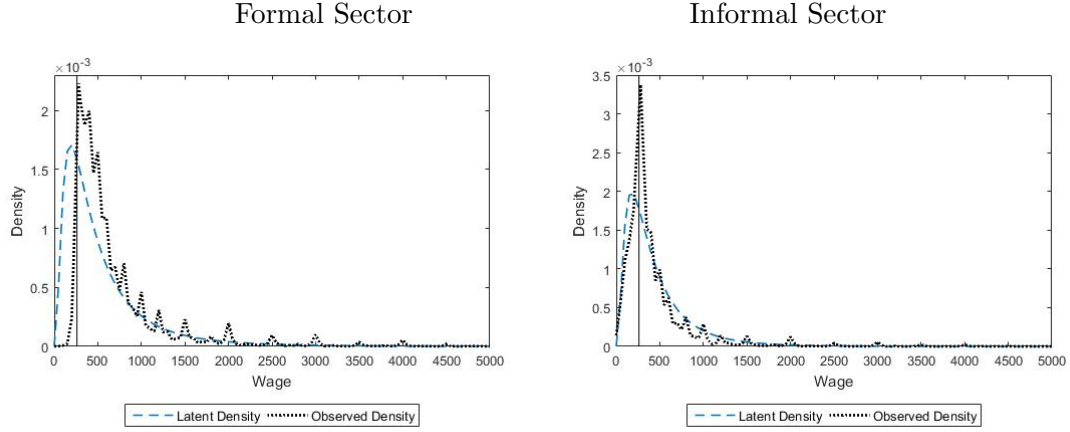 Formal Sector
Informal Sector
×10⁻³
2
1.5
1
0.5
0
Density
0 500 1000 1500 2000 2500 3000 3500 4000 4500 5000
Wage
Latent Density Observed Density
×10⁻³
3.5
3
2.5
2
1.5
1
0.5
0
Density
0 500 1000 1500 2000 2500 3000 3500 4000 4500 5000
Wage
Latent Density Observed Density